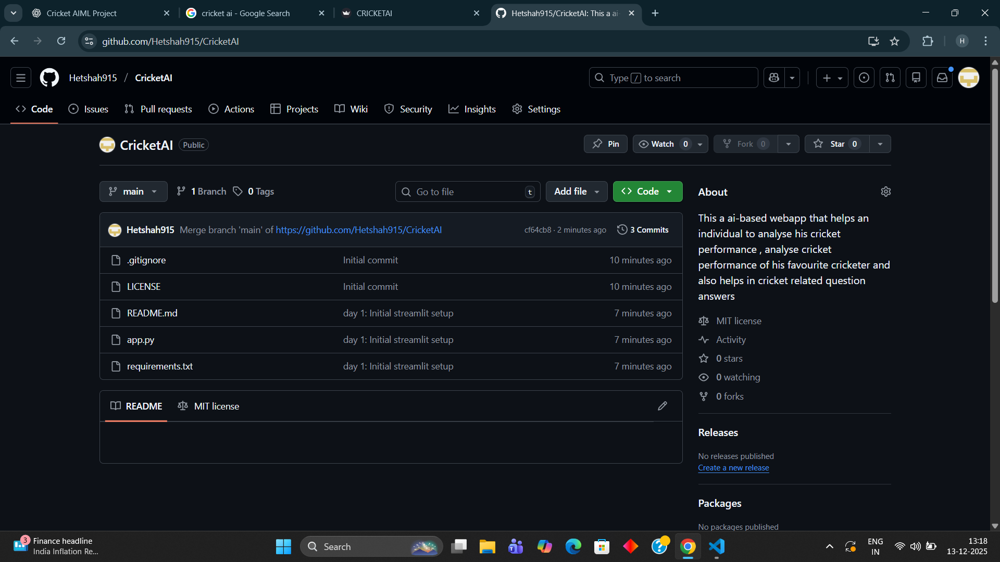 Cricket AIML Project
cricket ai - Google Search
CRICKETAI
Hetshah915/CricketAI: This a ai-
github.com/Hetshah915/CricketAI
H
Hetshah915 / CricketAI
Type / to search
Code
Issues
Pull requests
Actions
Projects
Wiki
Security
Insights
Settings
CricketAI Public
Pin
Watch 0
Fork 0
Star 0
main
1 Branch
0 Tags
Go to file t
Add file
Code
Hetshah915 Merge branch 'main' of https://github.com/Hetshah915/CricketAI cf64cb8 · 2 minutes ago 3 Commits
.gitignore Initial commit 10 minutes ago
LICENSE Initial commit 10 minutes ago
README.md day 1: Initial streamlit setup 7 minutes ago
app.py day 1: Initial streamlit setup 7 minutes ago
requirements.txt day 1: Initial streamlit setup 7 minutes ago
README
MIT license
About
This a ai-based webapp that helps an
individual to analyse his cricket
performance , analyse cricket
performance of his favourite cricketer and
also helps in cricket related question
answers
MIT license
Activity
0 stars
0 watching
0 forks
Releases
No releases published
Create a new release
Packages
No packages published
3
Finance headline
India Inflation Re...
Search
ENG
IN
13:18
13-12-2025